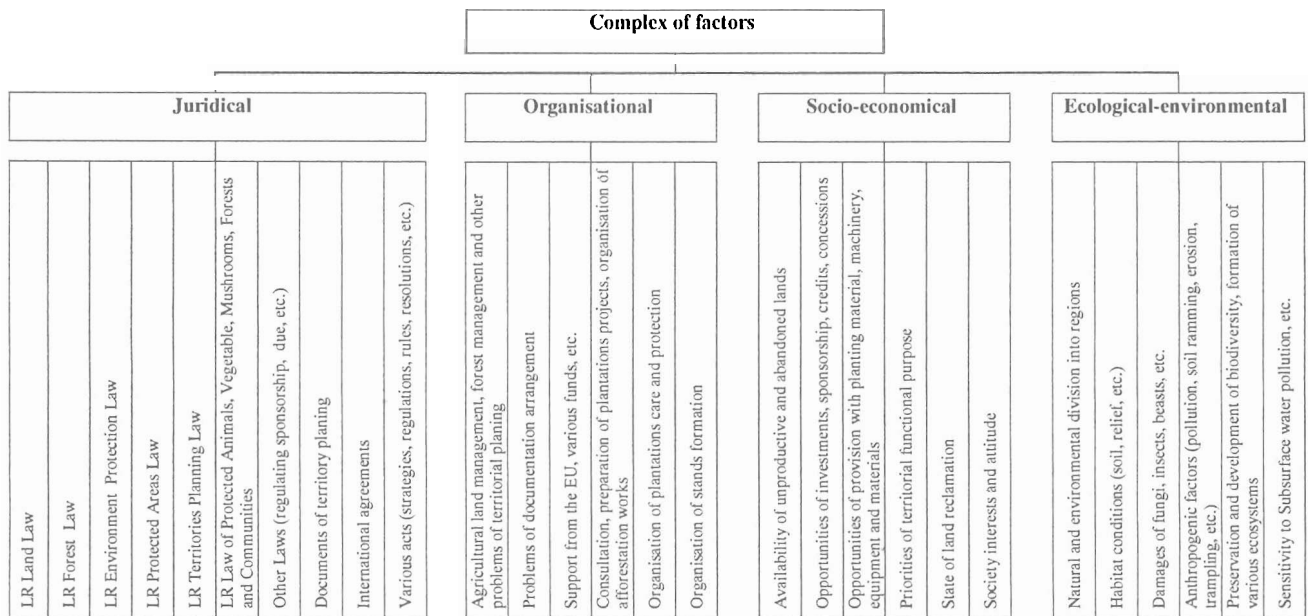 Complex of factors
Juridical
Organisational
Socio-economical
Ecological-environmental
LR Land Law
LR Forest Law
LR Environment Protection Law
LR Protected Areas Law
LR Territories Planning Law
LR Law of Protected Animals, Vegetable, Mushrooms, Forests
and Communities
Other Laws (regulating sponsorship, due, etc.)
Documents of territory planing
International agreements
Various acts (strategies, regulations, rules, resolutions, etc.)
Agricultural land management, forest management and other
problems of territorial planing
Problems of documentation arrangement
Support from the EU, various funds, etc.
Consultation, preparation of plantations projects, organisation of
afforestation works
Organisation of plantations care and protection
Organisation of stands formation
Availability of unproductive and abandoned lands
Opportunities of investments, sponsorship, credits, concessions
Opportunities of provision with planting material, machinery,
equipment and materials
Priorities of territorial functional purpose
State of land reclamation
Society interests and attitude
Natural and environmental division into regions
Habitat conditions (soil, relief, etc.)
Damages of fungi, insects, beasts, etc.
Anthropogenic factors (pollution, soil ramming, erosion,
trampling, etc.)
Preservation and development of biodiversity, formation of
various ecosystems
Sensitivity to Subsurface water pollution, etc.